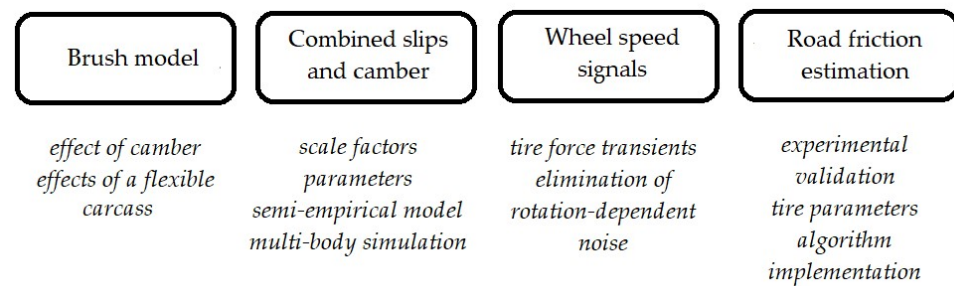 Brush model
effect of camber
effects of a flexible
carcass
Combined slips
and camber
scale factors
parameters
semi-empirical model
multi-body simulation
Wheel speed
signals
tire force transients
elimination of
rotation-dependent
noise
Road friction
estimation
experimental
validation
tire parameters
algorithm
implementation